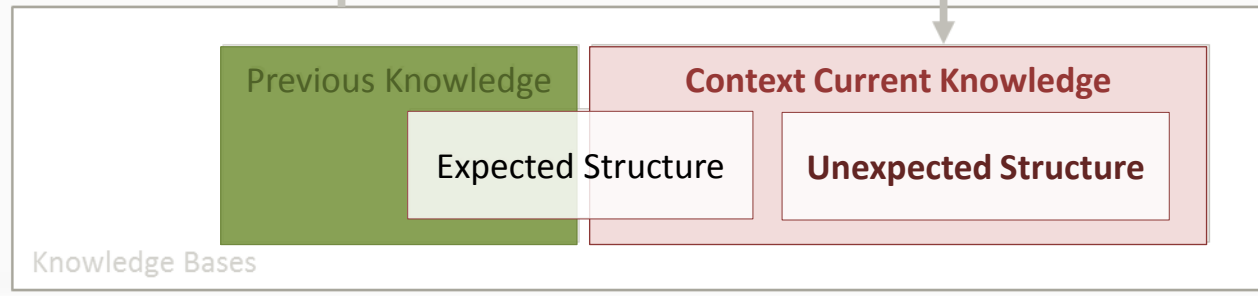 Previous Knowledge
Context Current Knowledge
Expected Structure
Unexpected Structure
Knowledge Bases